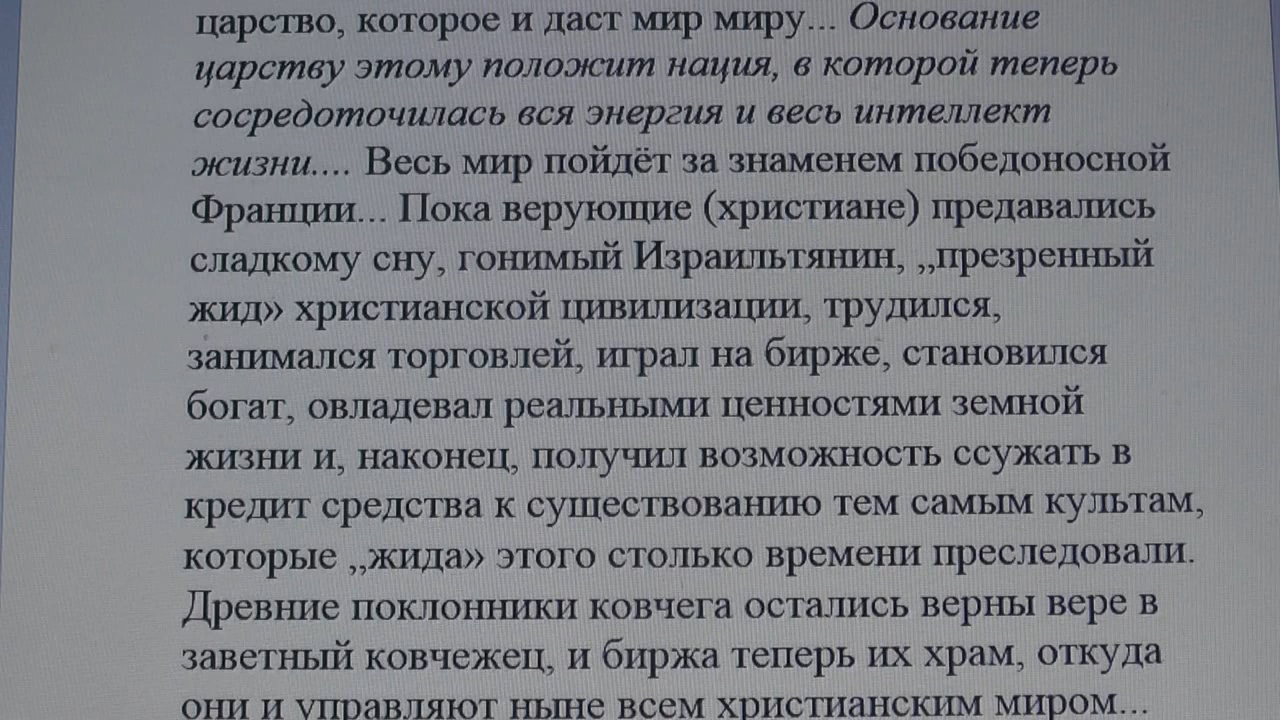 царство, которое и даст мир миру... Основание
царству этому положит нация, в которой теперь
сосредоточилась вся энергия и весь интеллект
жизни.... Весь мир пойдёт за знаменем победоносной
Франции... Пока верующие (христиане) предавались
сладкому сну, гонимый Израильтянин, „презренный
жид» христианской цивилизации, трудился,
занимался торговлей, играл на бирже, становился
богат, овладевал реальными ценностями земной
жизни и, наконец, получил возможность ссужать в
кредит средства к существованию тем самым культам,
которые „жида» этого столько времени преследовали.
Древние поклонники ковчега остались верны вере в
заветный ковчежец, и биржа теперь их храм, откуда
они и управляют ныне всем христианским миром...